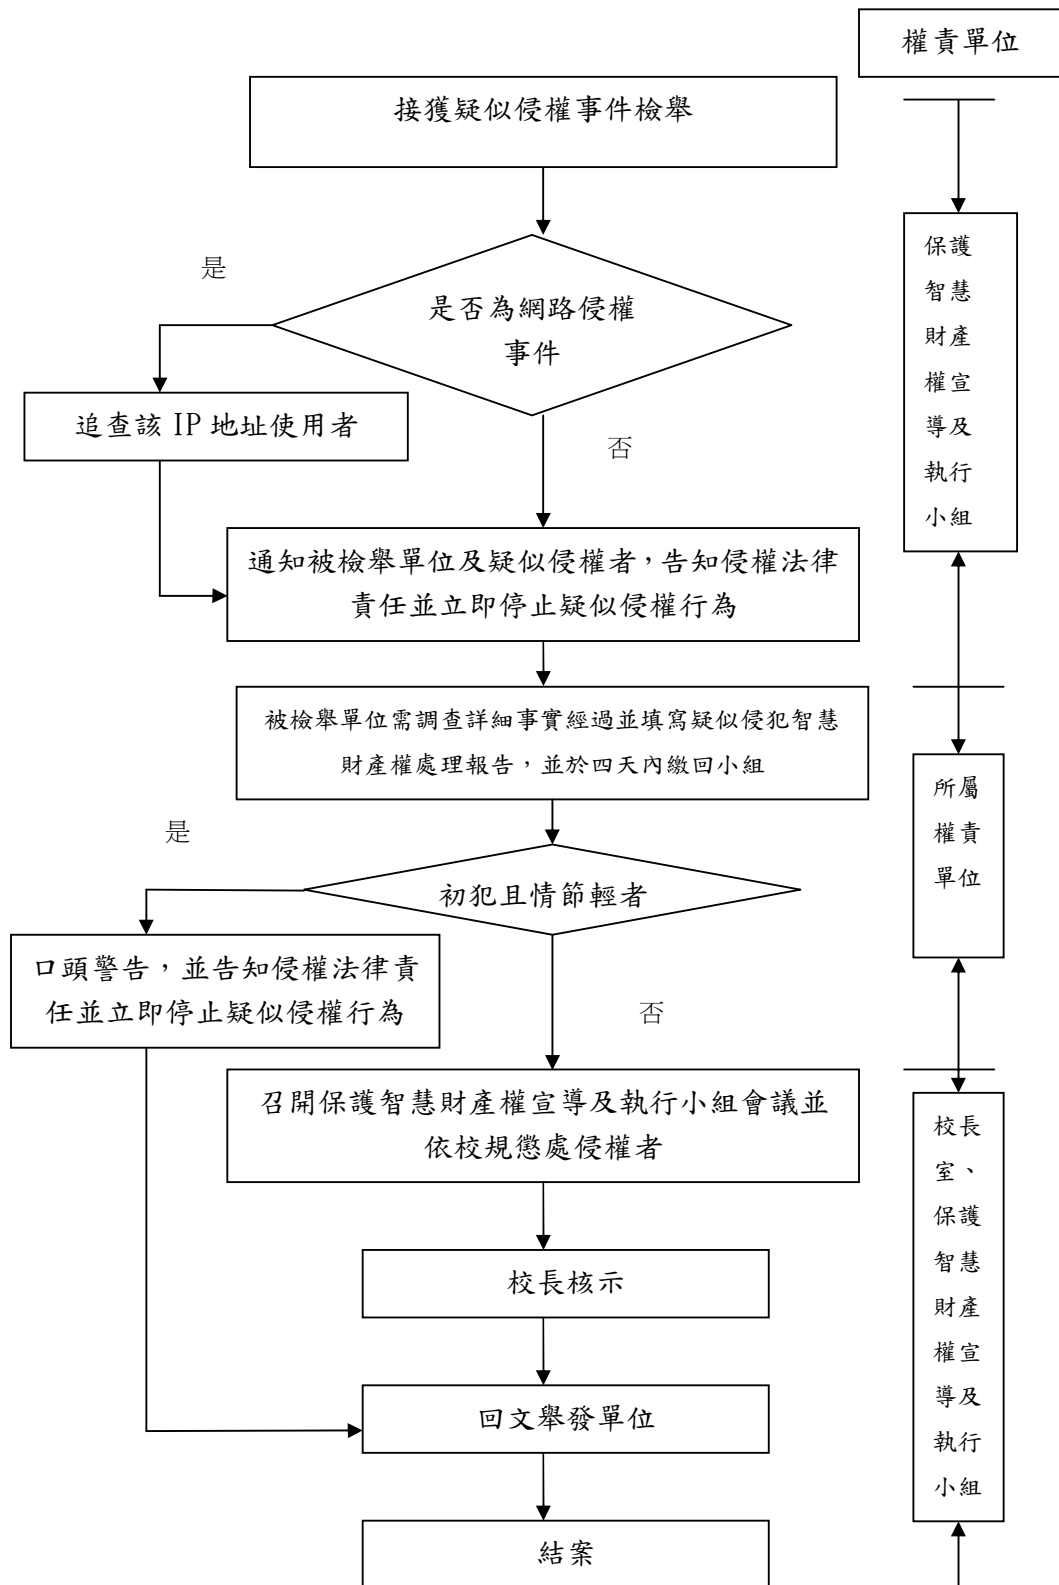 權責單位
接獲疑似侵權事件檢舉
是
是否為網路侵權
事件
追查該 IP 地址使用者
否
通知被檢舉單位及疑似侵權者，告知侵權法律
責任並立即停止疑似侵權行為
被檢舉單位需調查詳細事實經過並填寫疑似侵犯智慧
財產權處理報告，並於四天內繳回小組
是
初犯且情節輕者
口頭警告，並告知侵權法律責
任並立即停止疑似侵權行為
否
召開保護智慧財產權宣導及執行小組會議並
依校規懲處侵權者
校長核示
回文舉發單位
結案
保護
智慧
財產
權宣
導及
執行
小組
所屬
權責
單位
校長
室、
保護
智慧
財產
權宣
導及
執行
小組